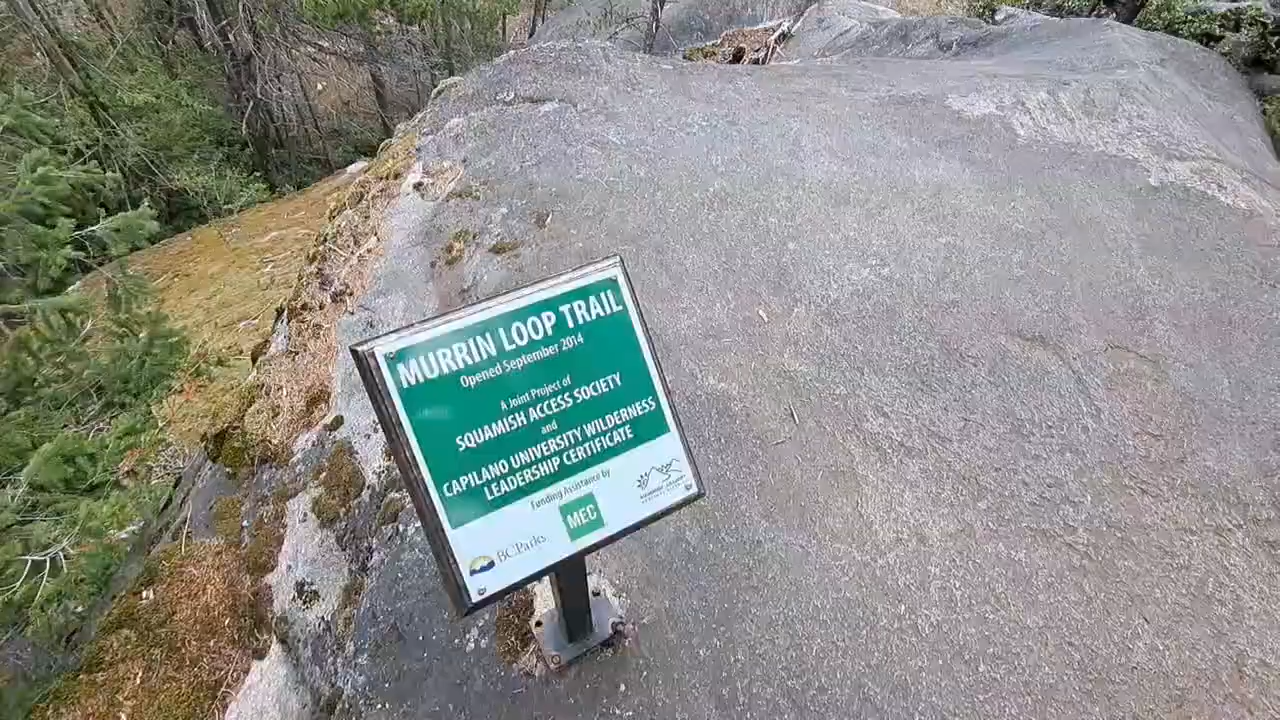 MURRIN LOOP TRAIL
Opened September 2014
A Joint Project of
SQUAMISH ACCESS SOCIETY
and
CAPILANO UNIVERSITY WILDERNESS
LEADERSHIP CERTIFICATE
Funding Assistance by
MEC
BC Parks